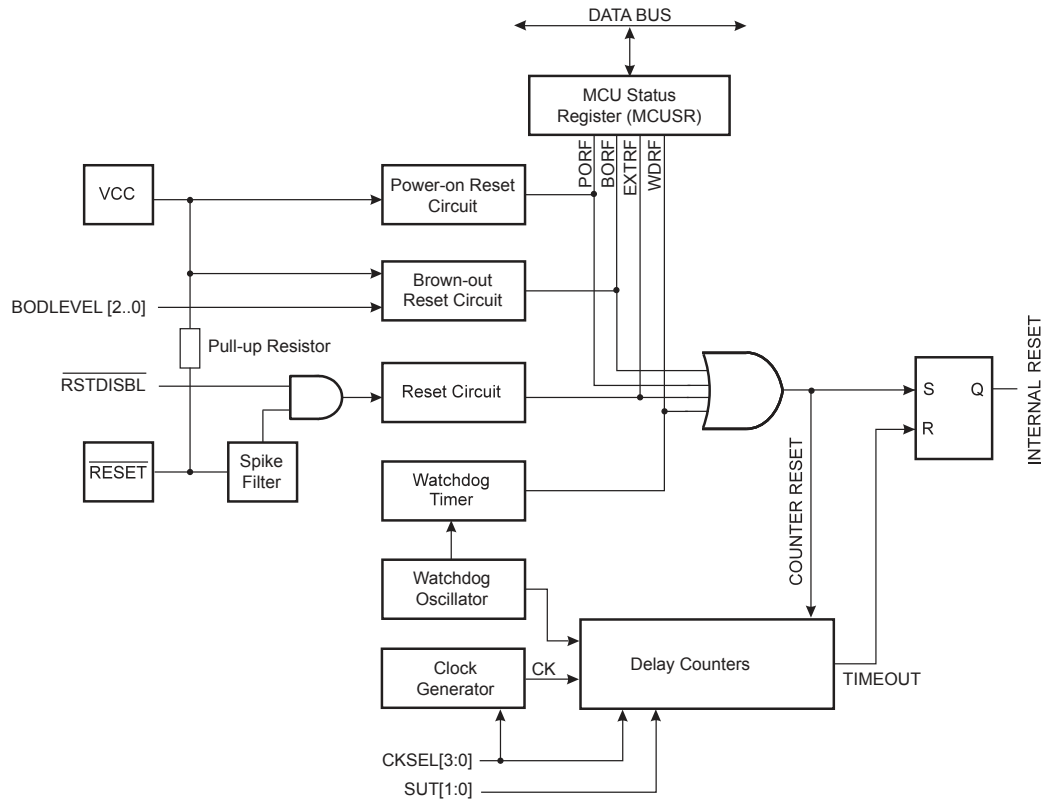 DATA BUS
MCU Status
Register (MCUSR)
PORF
BORF
EXTRF
WDRF
VCC
Power-on Reset
Circuit
Brown-out
Reset Circuit
BODLEVEL [2..0]
Pull-up Resistor
RSTDISBL
Reset Circuit
S
Q
R
INTERNAL RESET
RESET
Spike
Filter
Watchdog
Timer
COUNTER RESET
Watchdog
Oscillator
Delay Counters
Clock
Generator
CK
TIMEOUT
CKSEL[3:0]
SUT[1:0]